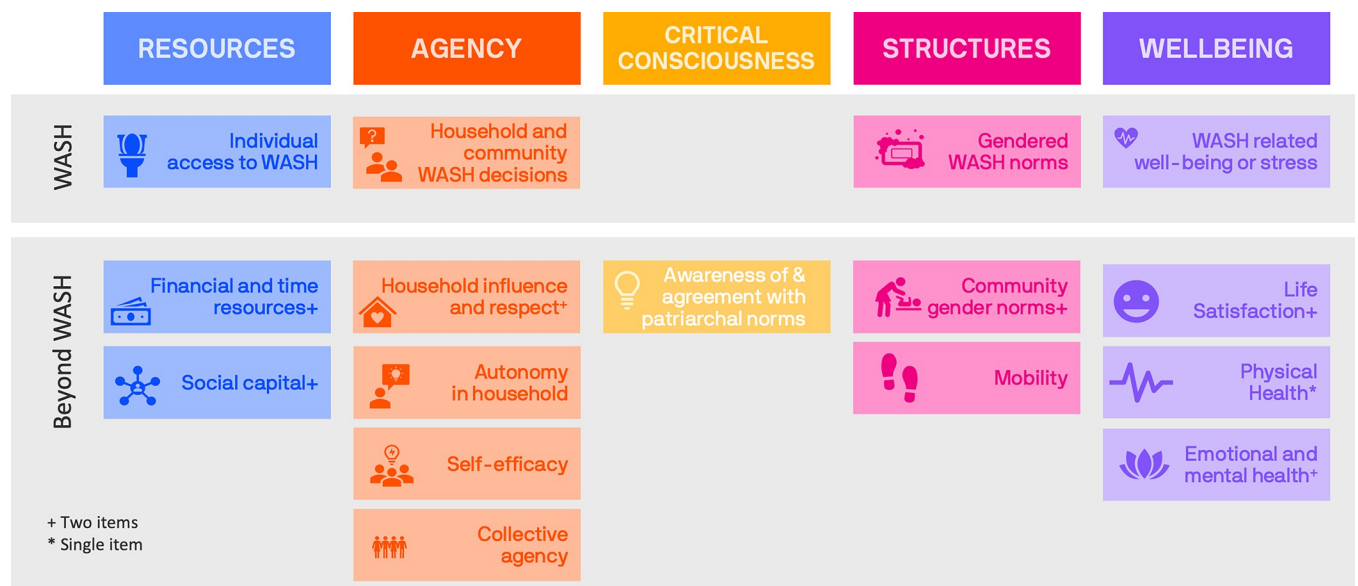 RESOURCES
AGENCY
CRITICAL
CONSCIOUSNESS
STRUCTURES
WELLBEING
WASH
Individual
access to WASH
?
Household and
community
WASH decisions
Gendered
WASH norms
WASH related
well-being or stress
Beyond WASH
Financial and time
resources+
Household influence
and respect+
Awareness of &
agreement with
patriarchal norms
Community
gender norms+
Life
Satisfaction+
Social capital+
Autonomy
in household
Mobility
Physical
Health*
Self-efficacy
Emotional and
mental health+
Collective
agency
+ Two items
* Single item